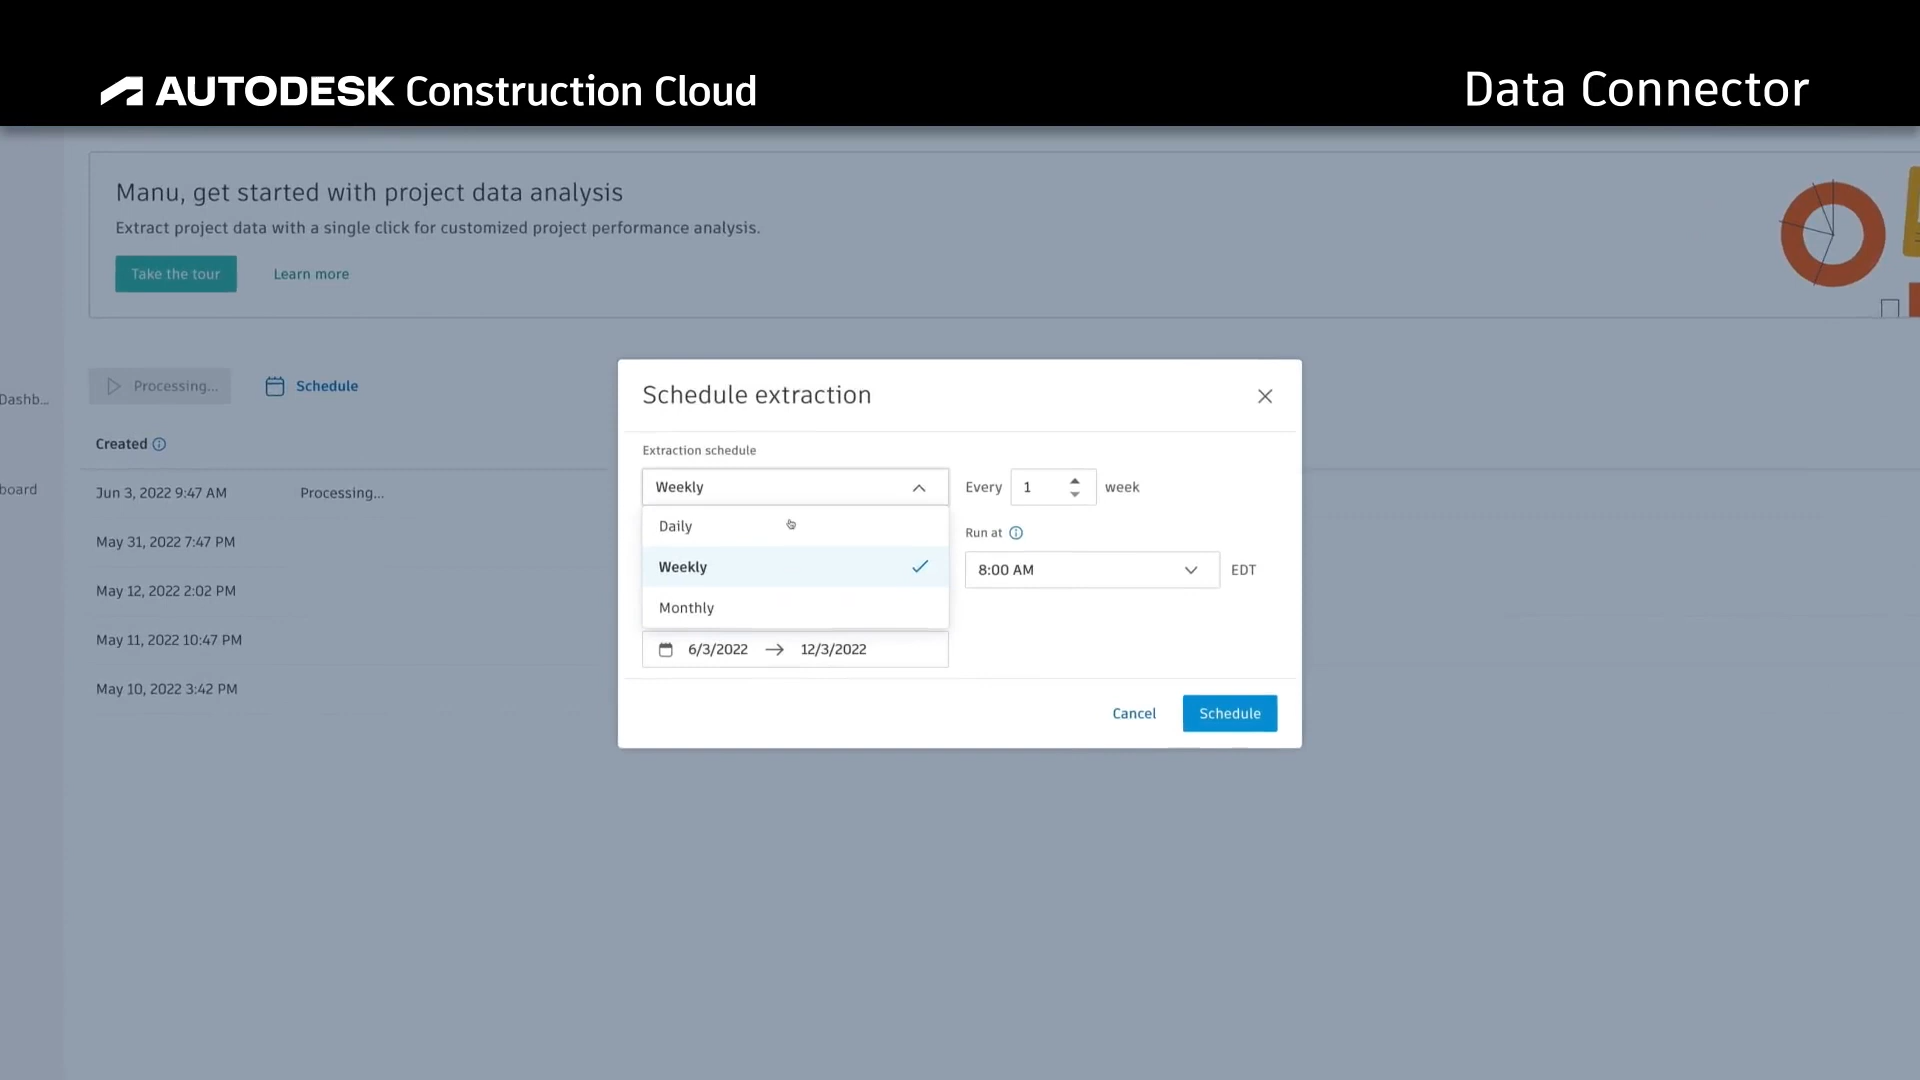 AUTODESK Construction Cloud
Data Connector
Manu, get started with project data analysis
Extract project data with a single click for customized project performance analysis.
Take the tour
Learn more
Processing...
Schedule
Dashb...
Created
board
Jun 3, 2022 9:47 AM
Processing...
May 31, 2022 7:47 PM
May 12, 2022 2:02 PM
May 11, 2022 10:47 PM
May 10, 2022 3:42 PM
Schedule extraction
Extraction schedule
Weekly
Every 1 week
Daily
Weekly
Monthly
Run at
8:00 AM
EDT
6/3/2022 → 12/3/2022
Cancel
Schedule